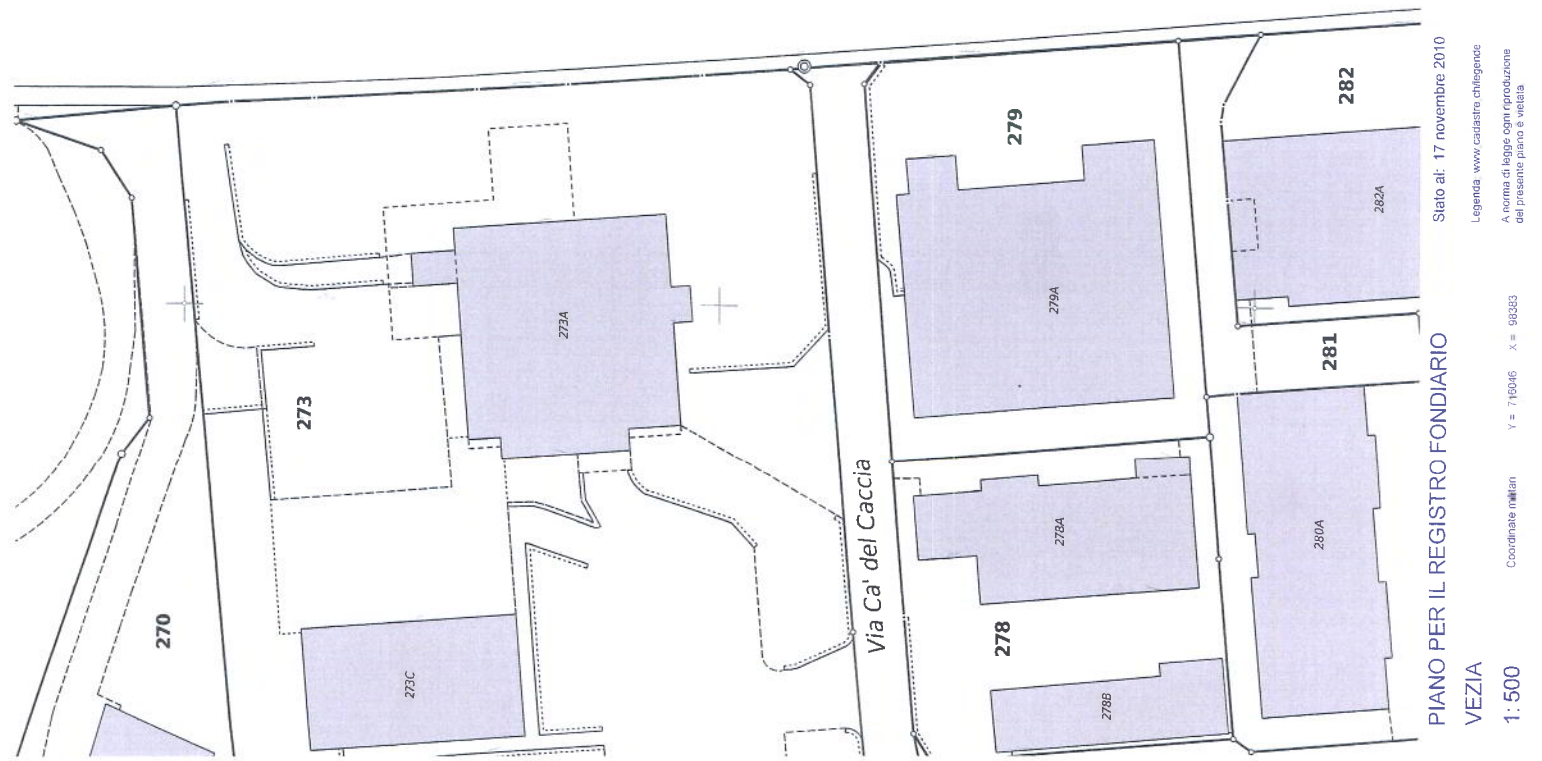 PIANO PER IL REGISTRO FONDIARIO
VEZIA
1: 500
Stato al: 17 novembre 2010
Legenda www.cadastre.ch/legende
A norma di legge ogni riproduzione
del presente piano è vietata
Coordinate militari Y = 716046 X = 98383
270
273
273A
273C
Via Ca' del Caccia
278
278A
278B
279
279A
280A
281
282
282A